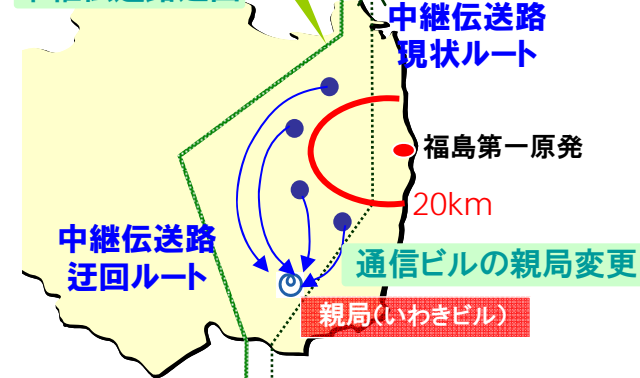 中継伝送路
現状ルート
福島第一原発
20km
中継伝送路
迂回ルート
通信ビルの親局変更
親局(いわきビル)